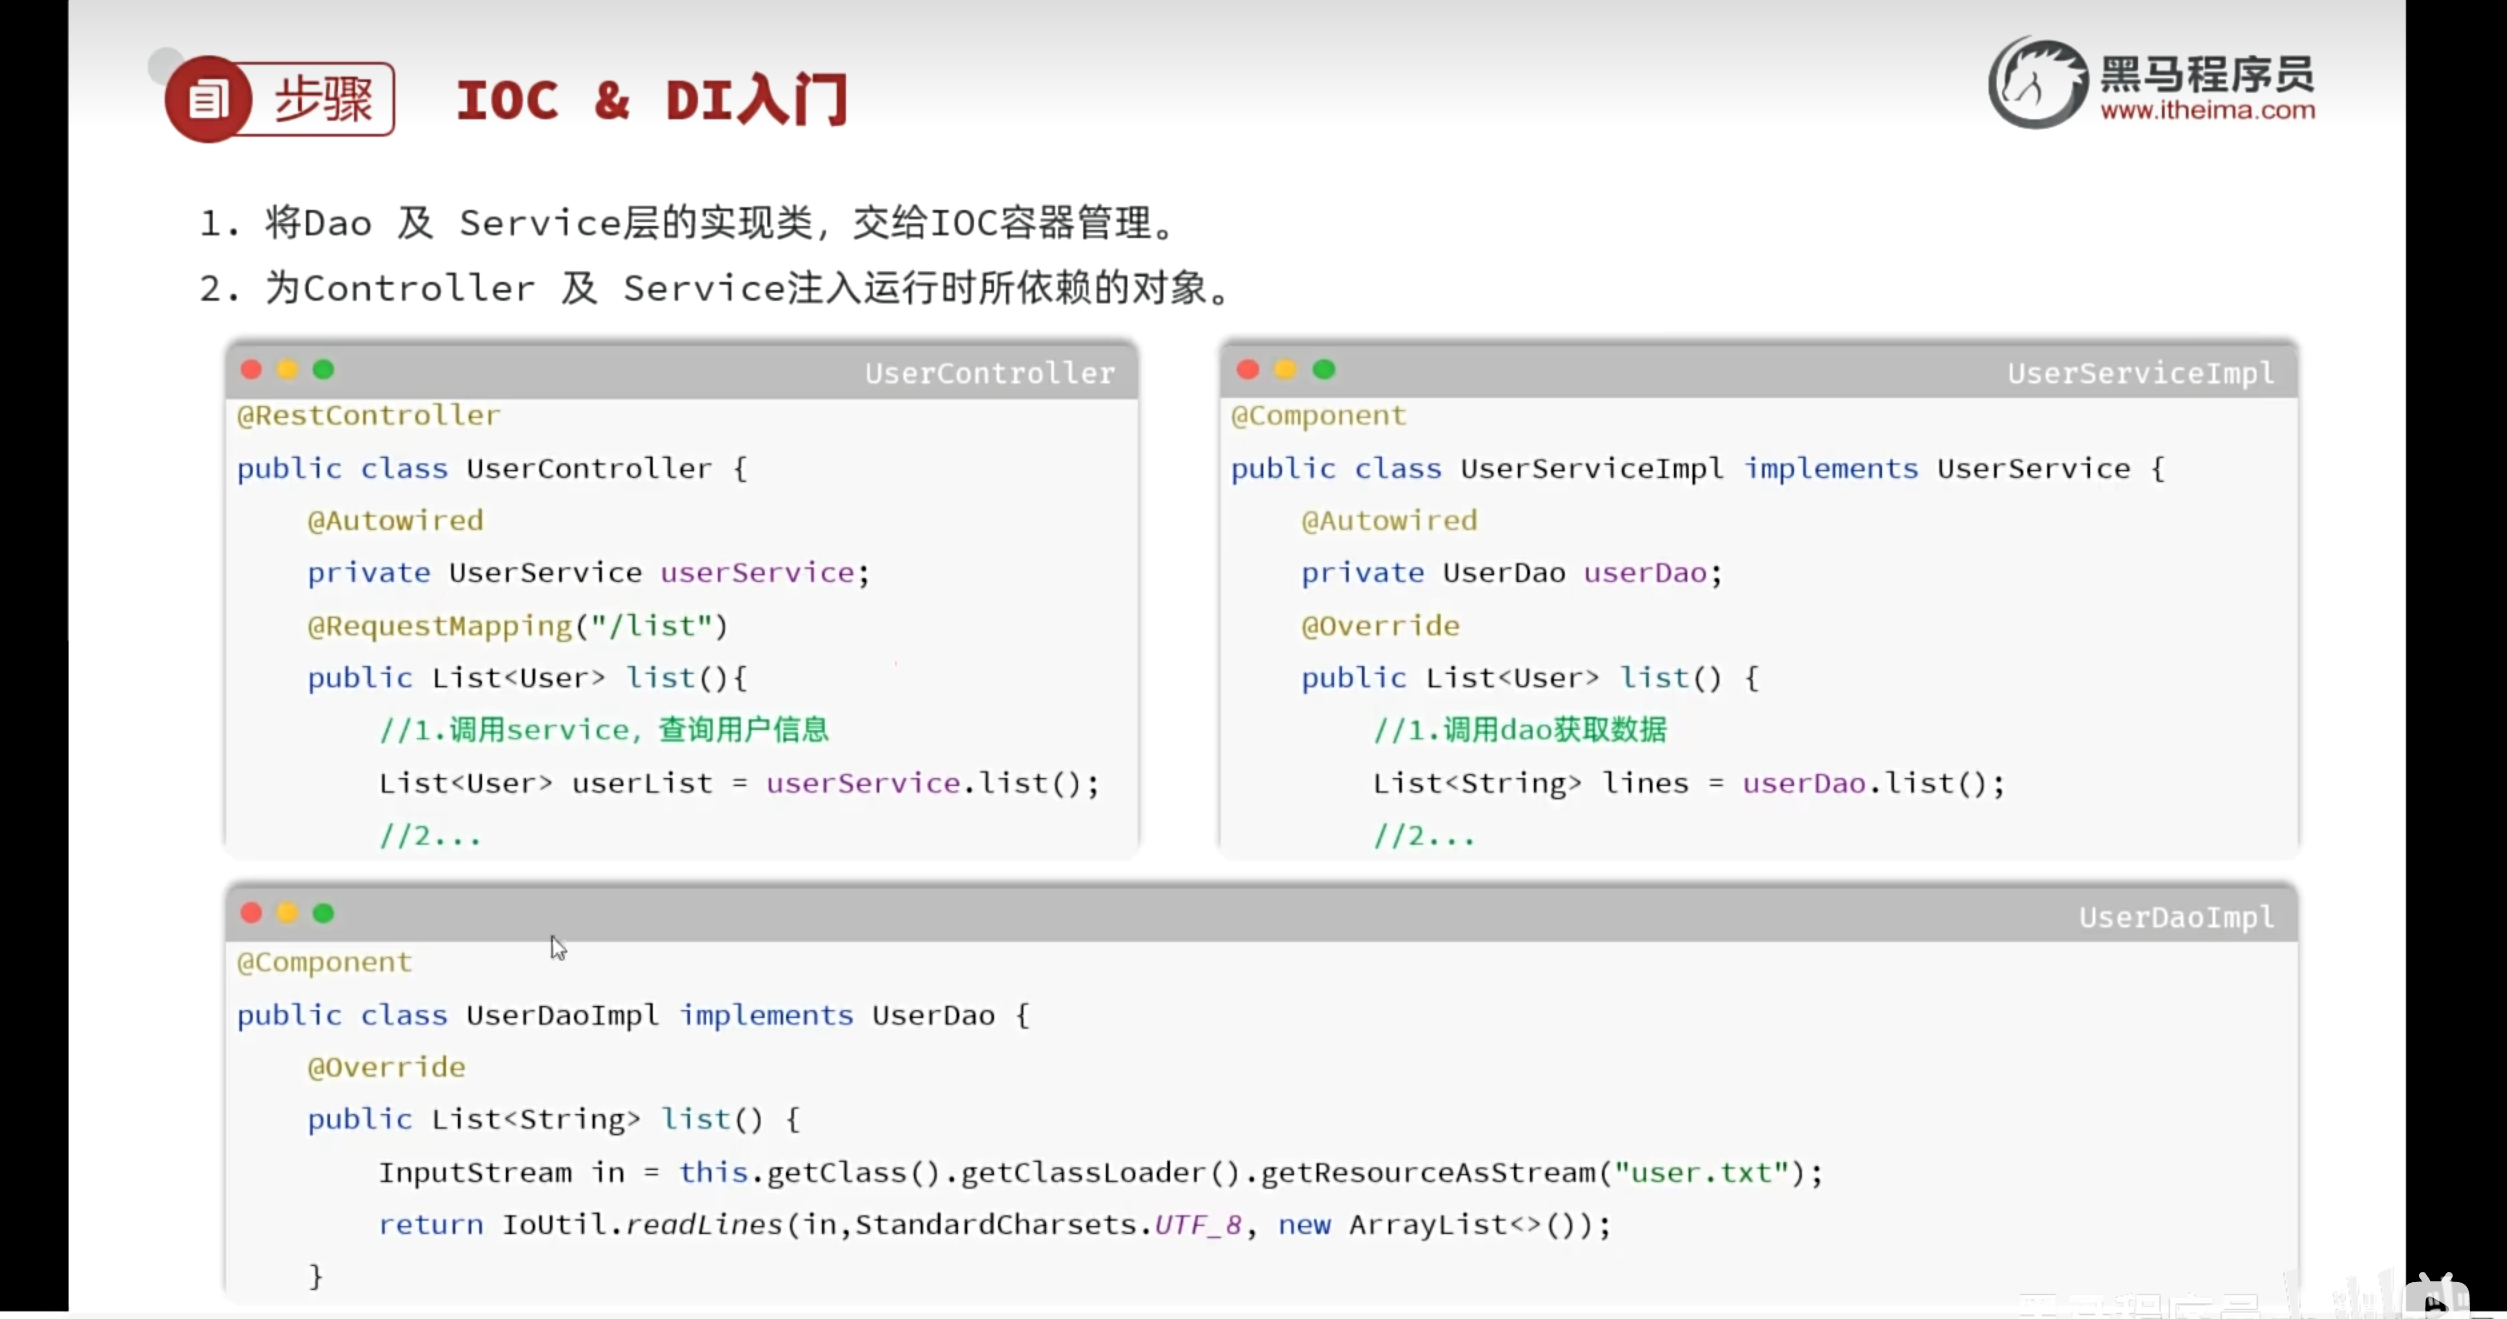 步骤
IOC & DI入门
黑马程序员
www.itheima.com
1. 将Dao 及 Service层的实现类，交给IOC容器管理。
2. 为Controller 及 Service注入运行时所依赖的对象。
UserController
@RestController
public class UserController {
@Autowired
private UserService userService;
@RequestMapping("/list")
public List<User> list(){
//1.调用service，查询用户信息
List<User> userList = userService.list();
//2...
UserServiceImpl
@Component
public class UserServiceImpl implements UserService {
@Autowired
private UserDao userDao;
@Override
public List<User> list() {
//1.调用dao获取数据
List<String> lines = userDao.list();
//2...
UserDaoImpl
@Component
public class UserDaoImpl implements UserDao {
@Override
public List<String> list() {
InputStream in = this.getClass().getClassLoader().getResourceAsStream("user.txt");
return IoUtil.readLines(in,StandardCharsets.UTF_8, new ArrayList<>());
}